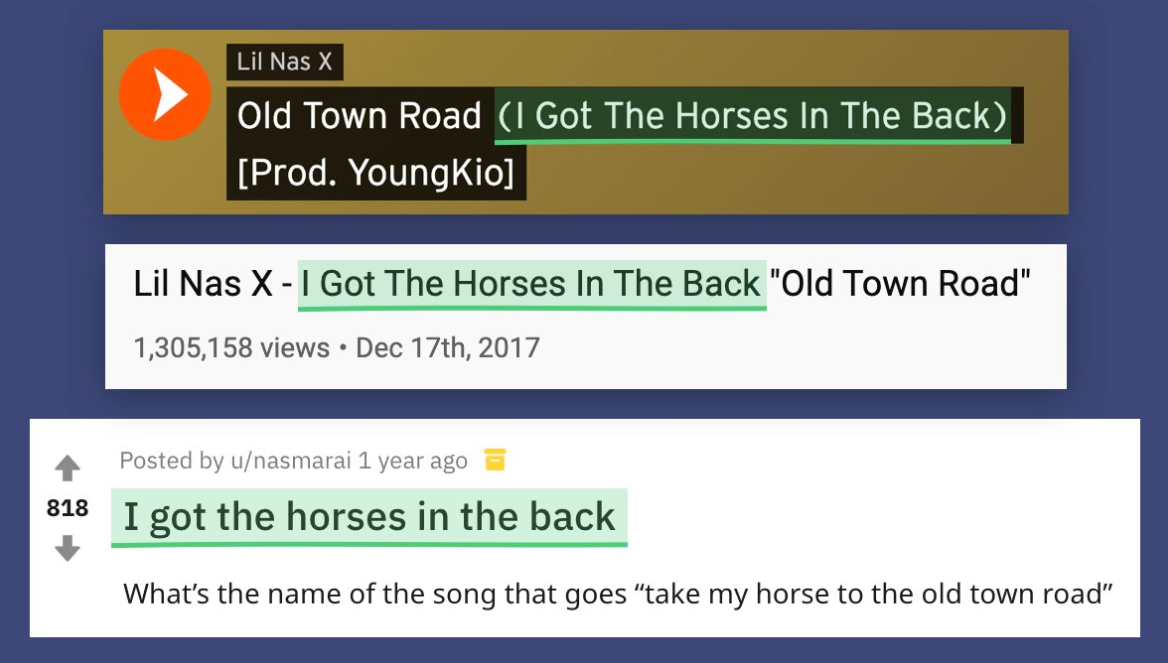 Lil Nas X
Old Town Road (I Got The Horses In The Back)
[Prod. YoungKio]
Lil Nas X - I Got The Horses In The Back "Old Town Road"
1,305,158 views • Dec 17th, 2017
Posted by u/nasmarai 1 year ago
818
I got the horses in the back
What’s the name of the song that goes “take my horse to the old town road”